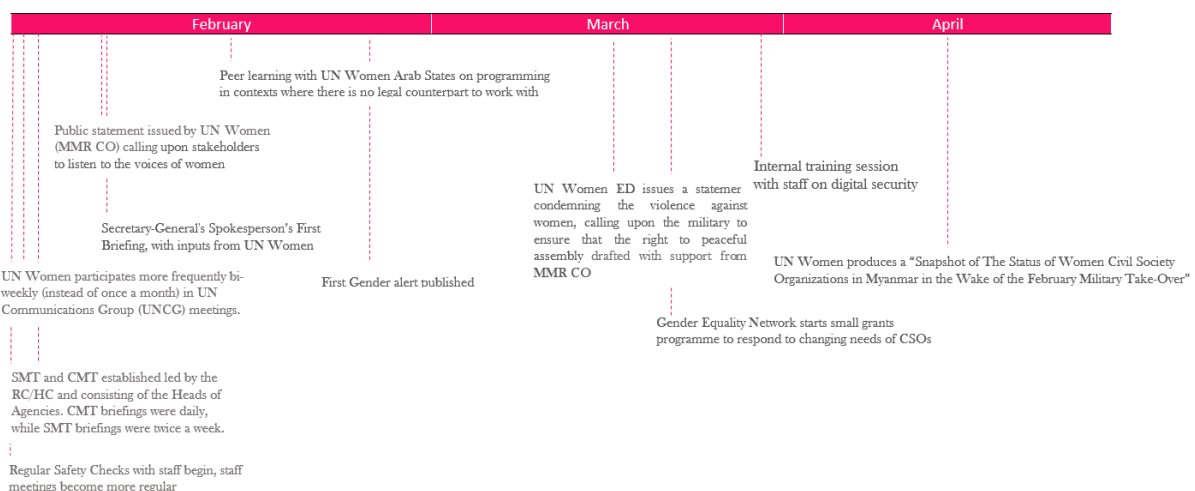 February
March
April
Peer learning with UN Women Arab States on programming
in contexts where there is no legal counterpart to work with
Public statement issued by UN Women
(MMR CO) calling upon stakeholders
to listen to the voices of women
Internal training session
with staff on digital security
UN Women ED issues a statemer
condemning the violence against
women, calling upon the military to
ensure that the right to peaceful
assembly drafted with support from
MMR CO
Secretary-General's Spokesperson's First
Briefing, with inputs from UN Women
UN Women produces a "Snapshot of The Status of Women Civil Society
Organizations in Myanmar in the Wake of the February Military Take-Over"
UN Women participates more frequently bi-
weekly (instead of once a month) in UN
Communications Group (UNCG) meetings.
First Gender alert published
Gender Equality Network starts small grants
programme to respond to changing needs of CSOs
SMT and CMT established led by the
RC/HC and consisting of the Heads of
Agencies. CMT briefings were daily,
while SMT briefings were twice a week.
Regular Safety Checks with staff begin, staff
meetings become more regular